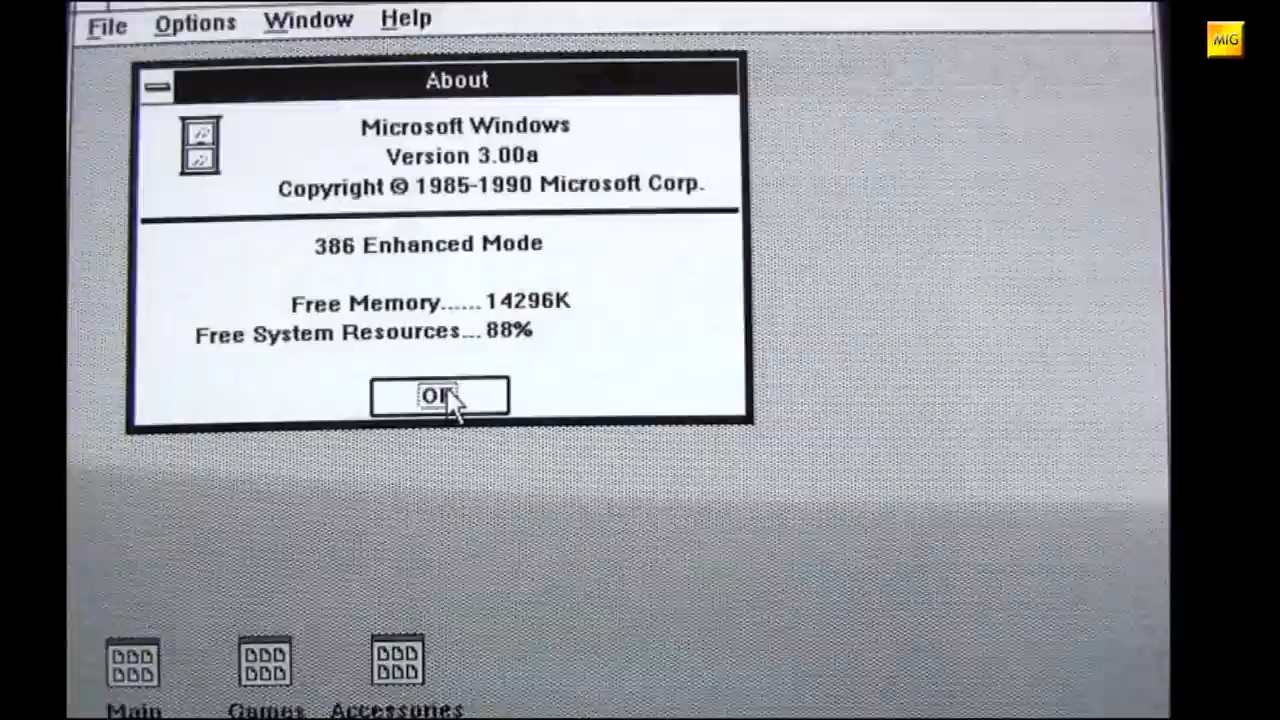 File Options Window Help
MiG
About
Microsoft Windows
Version 3.00a
Copyright © 1985-1990 Microsoft Corp.
386 Enhanced Mode
Free Memory...... 14296K
Free System Resources... 88%
OK
Main Games Accessories